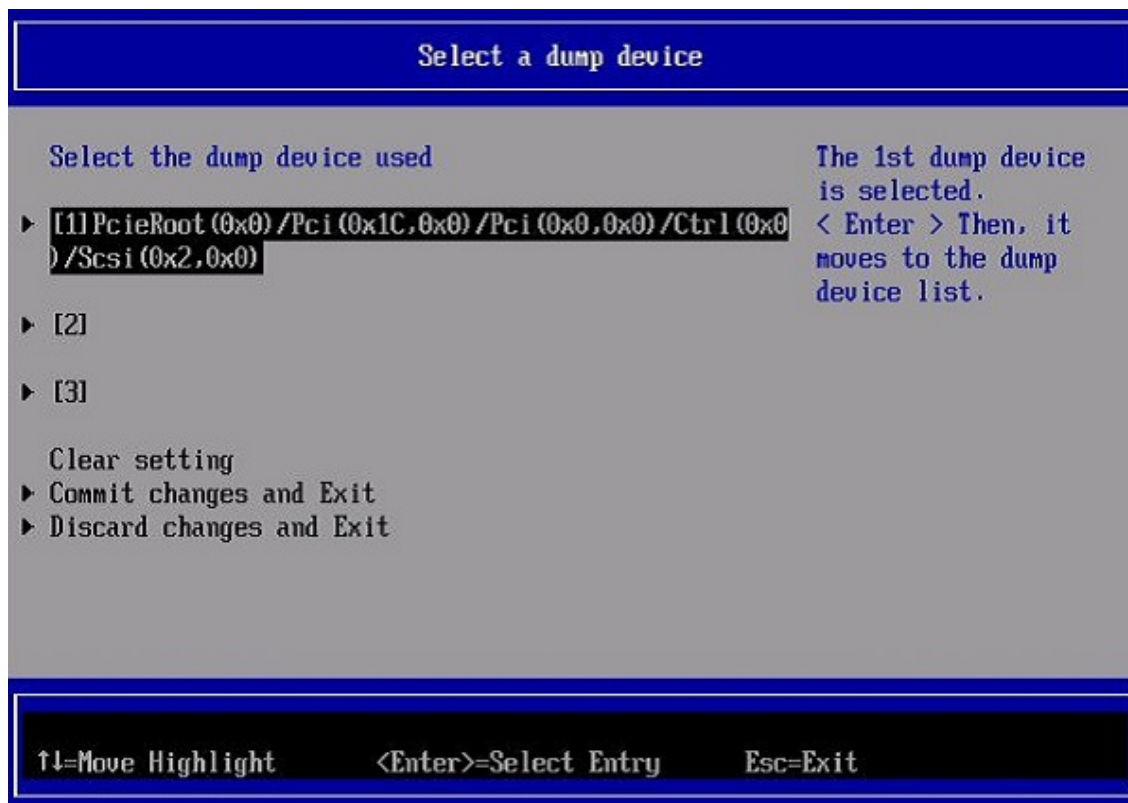 Select a dump device
Select the dump device used
[1]PcieRoot(0x0)/Pci(0x1C,0x0)/Pci(0x0,0x0)/Ctrl(0x0
)/Scsi(0x2,0x0)
[2]
[3]
Clear setting
Commit changes and Exit
Discard changes and Exit
The 1st dump device
is selected.
< Enter > Then, it
moves to the dump
device list.
↑↓=Move Highlight <Enter>=Select Entry Esc=Exit